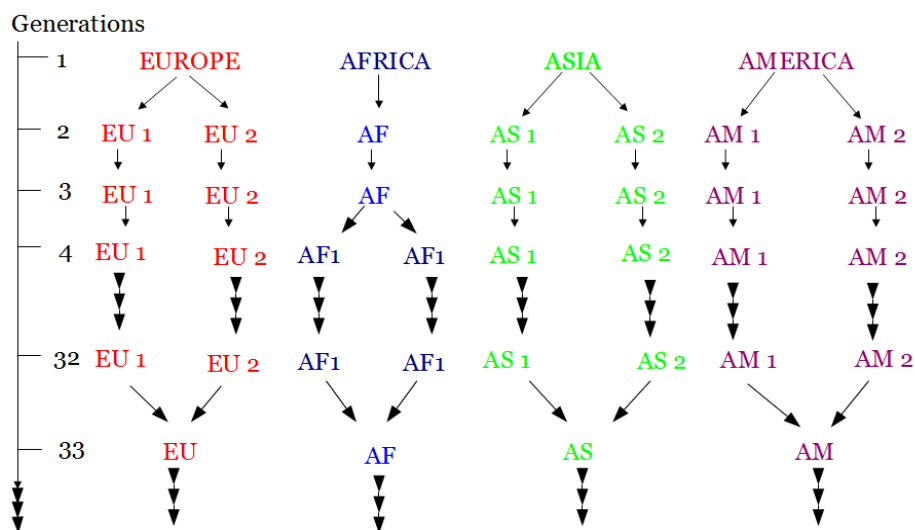 Generations
1 EUROPE AFRICA ASIA AMERICA
2 EU 1 EU 2 AF AS 1 AS 2 AM 1 AM 2
3 EU 1 EU 2 AF AS 1 AS 2 AM 1 AM 2
4 EU 1 EU 2 AF1 AF1 AS 1 AS 2 AM 1 AM 2
32 EU 1 EU 2 AF1 AF1 AS 1 AS 2 AM 1 AM 2
33 EU AF AS AM